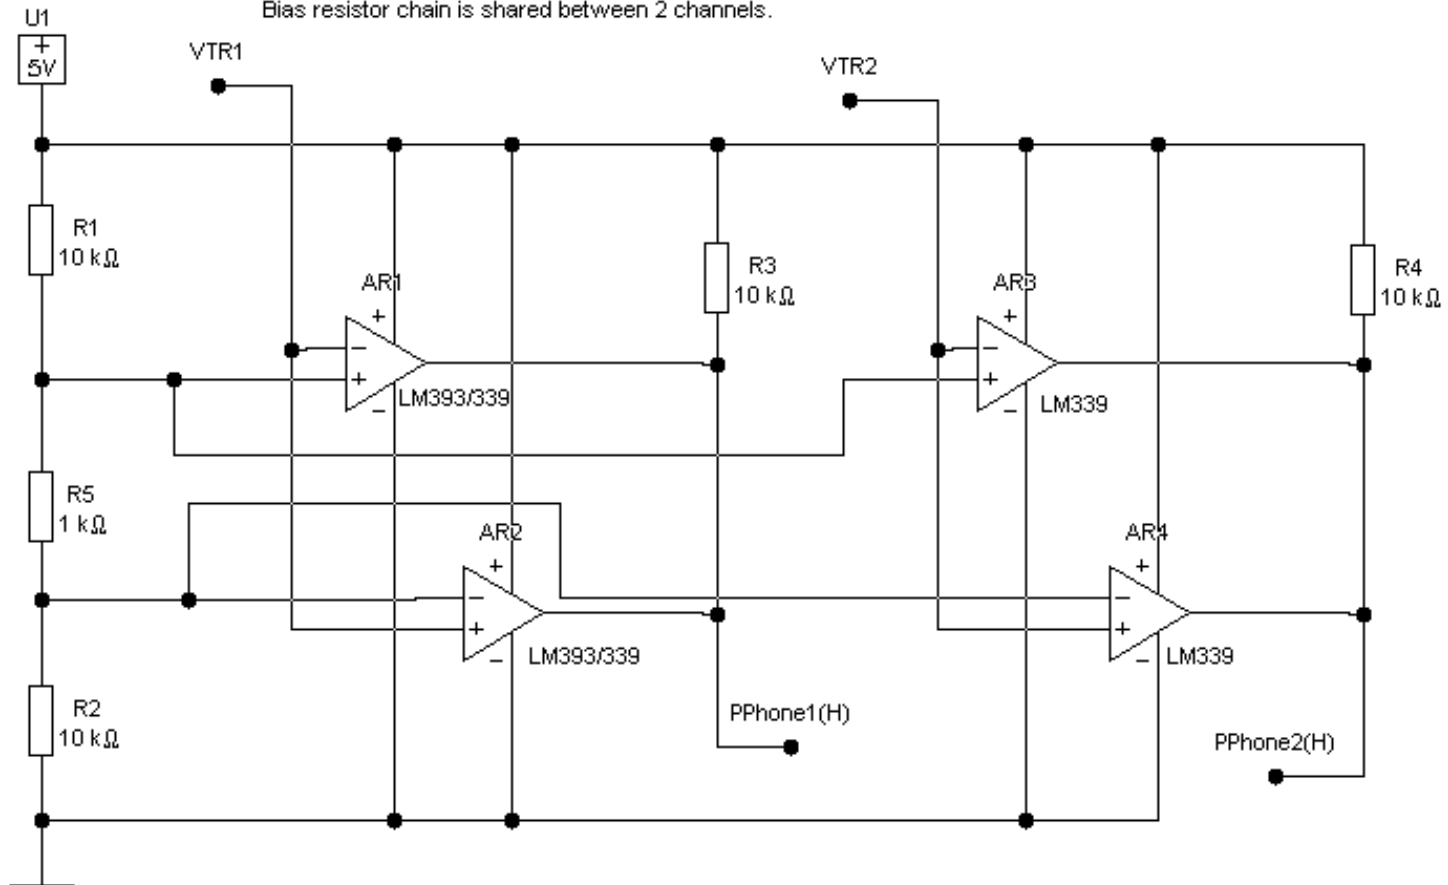 Bias resistor chain is shared between 2 channels.
U1
+
5V
VTR1
VTR2
R1
10 kΩ
AR1
+
−
+
−
LM393/339
R3
10 kΩ
AR3
+
−
+
−
LM339
R4
10 kΩ
R5
1 kΩ
AR2
+
−
+
−
LM393/339
AR4
+
−
+
−
LM339
R2
10 kΩ
PPhone1(H)
PPhone2(H)